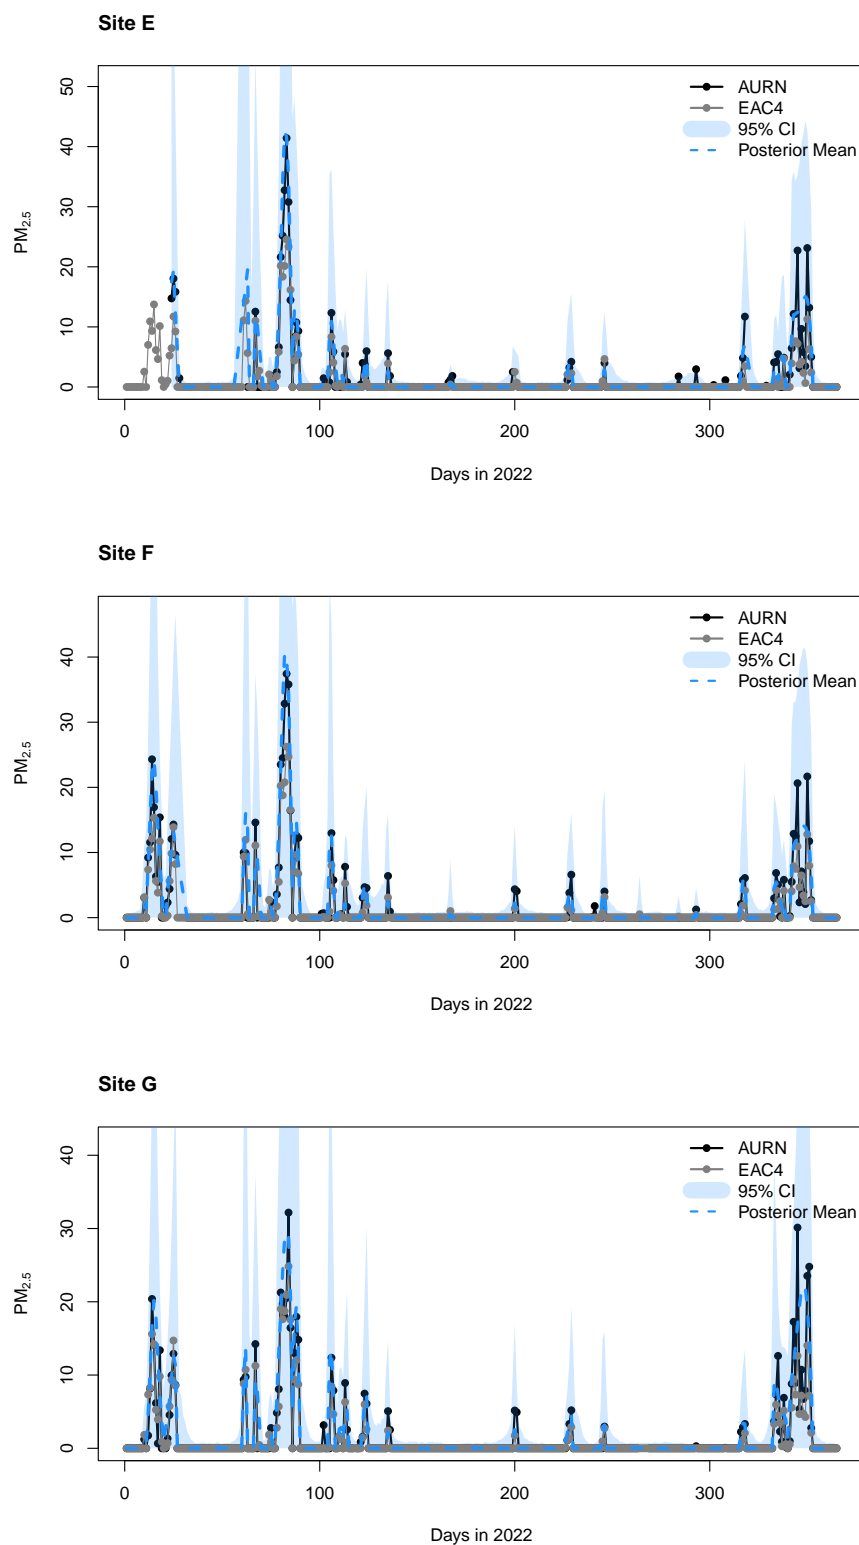 Site E
PM2.5
50
40
30
20
10
0
AURN
EAC4
95% CI
Posterior Mean
0 100 200 300
Days in 2022
Site F
PM2.5
40
30
20
10
0
AURN
EAC4
95% CI
Posterior Mean
0 100 200 300
Days in 2022
Site G
PM2.5
40
30
20
10
0
AURN
EAC4
95% CI
Posterior Mean
0 100 200 300
Days in 2022